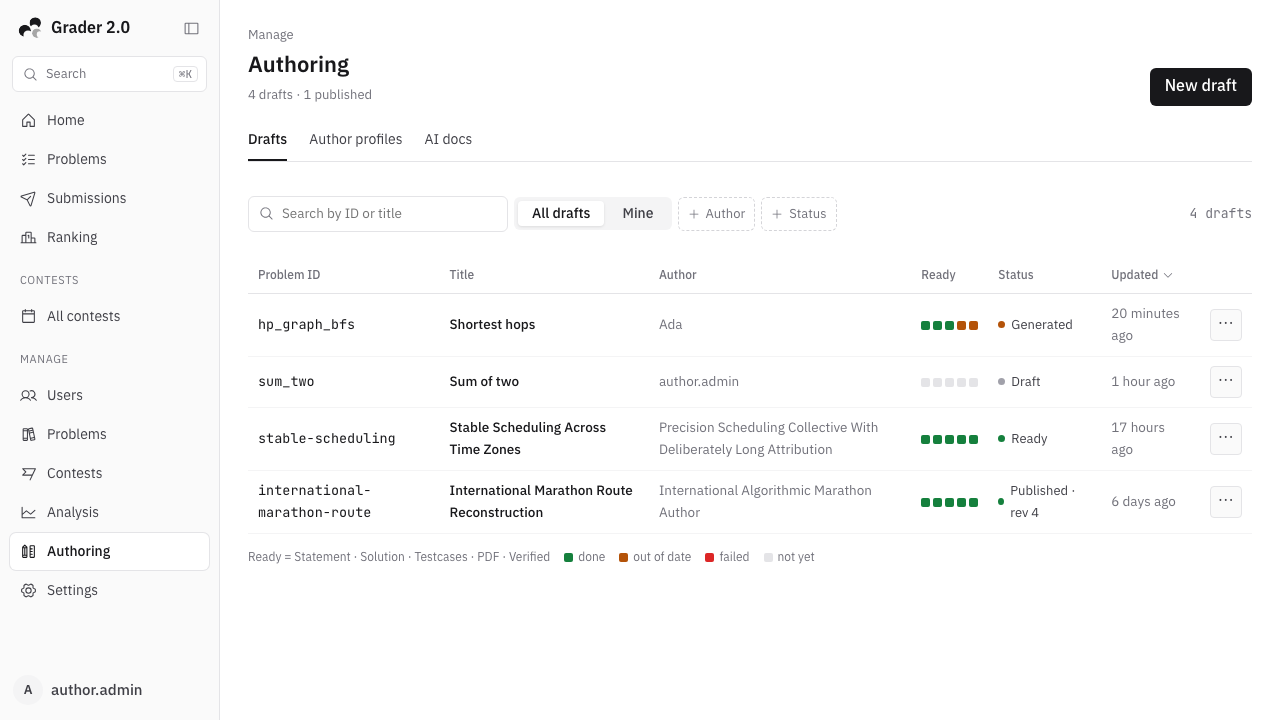 Grader 2.0
Search ⌘K
Home
Problems
Submissions
Ranking
CONTESTS
All contests
MANAGE
Users
Problems
Contests
Analysis
Authoring
Settings
A author.admin
Manage
Authoring
4 drafts · 1 published
New draft
Drafts Author profiles AI docs
Search by ID or title All drafts Mine + Author + Status 4 drafts
Problem ID Title Author Ready Status Updated
hp_graph_bfs Shortest hops Ada Generated 20 minutes
ago
sum_two Sum of two author.admin Draft 1 hour ago
stable-scheduling Stable Scheduling Across Precision Scheduling Collective With Ready 17 hours
Time Zones Deliberately Long Attribution ago
international- International Marathon Route International Algorithmic Marathon Published · 6 days ago
marathon-route Reconstruction Author rev 4
Ready = Statement · Solution · Testcases · PDF · Verified done out of date failed not yet